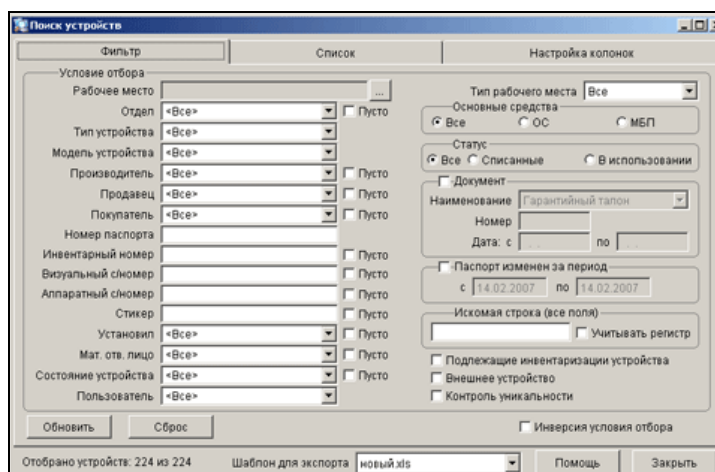 Поиск устройств
Фильтр Список Настройка колонок
Условие отбора
Рабочее место ... Тип рабочего места Все
Отдел <Все> Пусто Основные средства
Все ОС МБП
Тип устройства <Все>
Модель устройства <Все> Статус
Все Списанные В использовании
Производитель <Все> Пусто Документ
Продавец <Все> Пусто Наименование Гарантийный талон
Покупатель <Все> Пусто Номер
Номер паспорта Дата: с . . по . .
Инвентарный номер Пусто
Визуальный с/номер Пусто Паспорт изменен за период
Аппаратный с/номер Пусто с 14.02.2007 по 14.02.2007
Стикер Пусто Искомая строка (все поля)
Установил <Все> Пусто Учитывать регистр
Мат. отв. лицо <Все> Пусто Подлежащие инвентаризации устройства
Состояние устройства <Все> Пусто Внешнее устройство
Пользователь <Все> Контроль уникальности
Обновить Сброс Инверсия условия отбора
Отобрано устройств: 224 из 224 Шаблон для экспорта новый.xls Помощь Закрыть